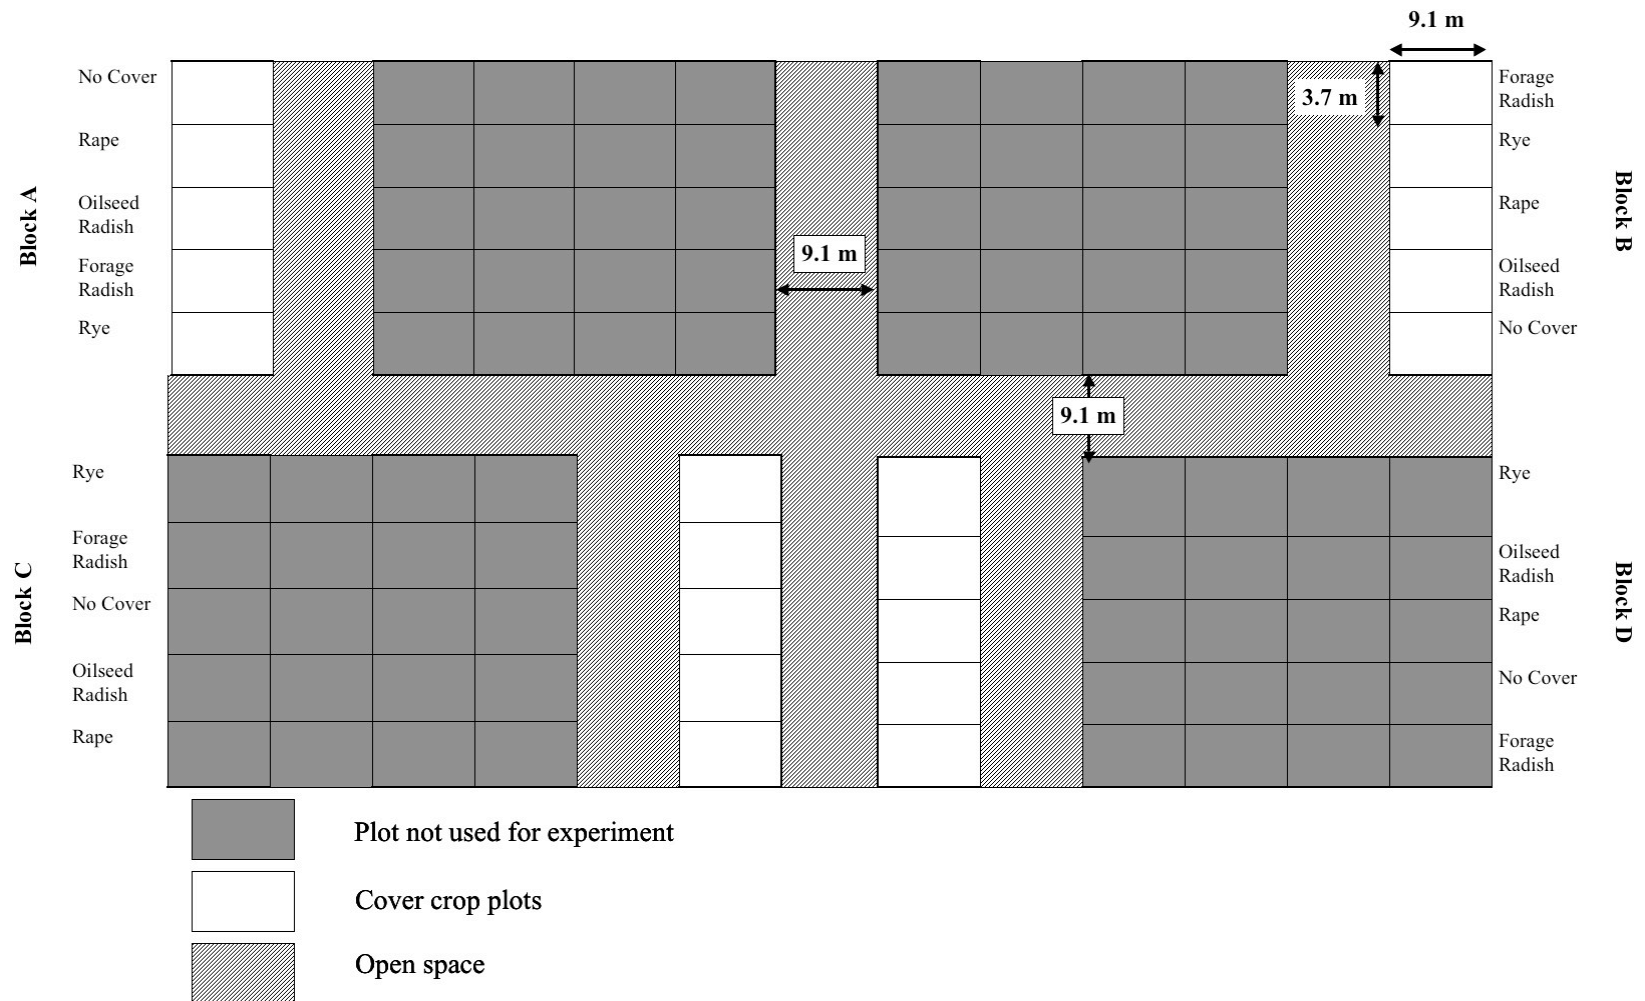 9.1 m
No Cover
Rape
Oilseed
Radish
Forage
Radish
Rye
Block A
3.7 m
9.1 m
9.1 m
Forage
Radish
Rye
Rape
Oilseed
Radish
No Cover
Block B
Rye
Forage
Radish
No Cover
Oilseed
Radish
Rape
Block C
Rye
Oilseed
Radish
Rape
No Cover
Forage
Radish
Block D
Plot not used for experiment
Cover crop plots
Open space